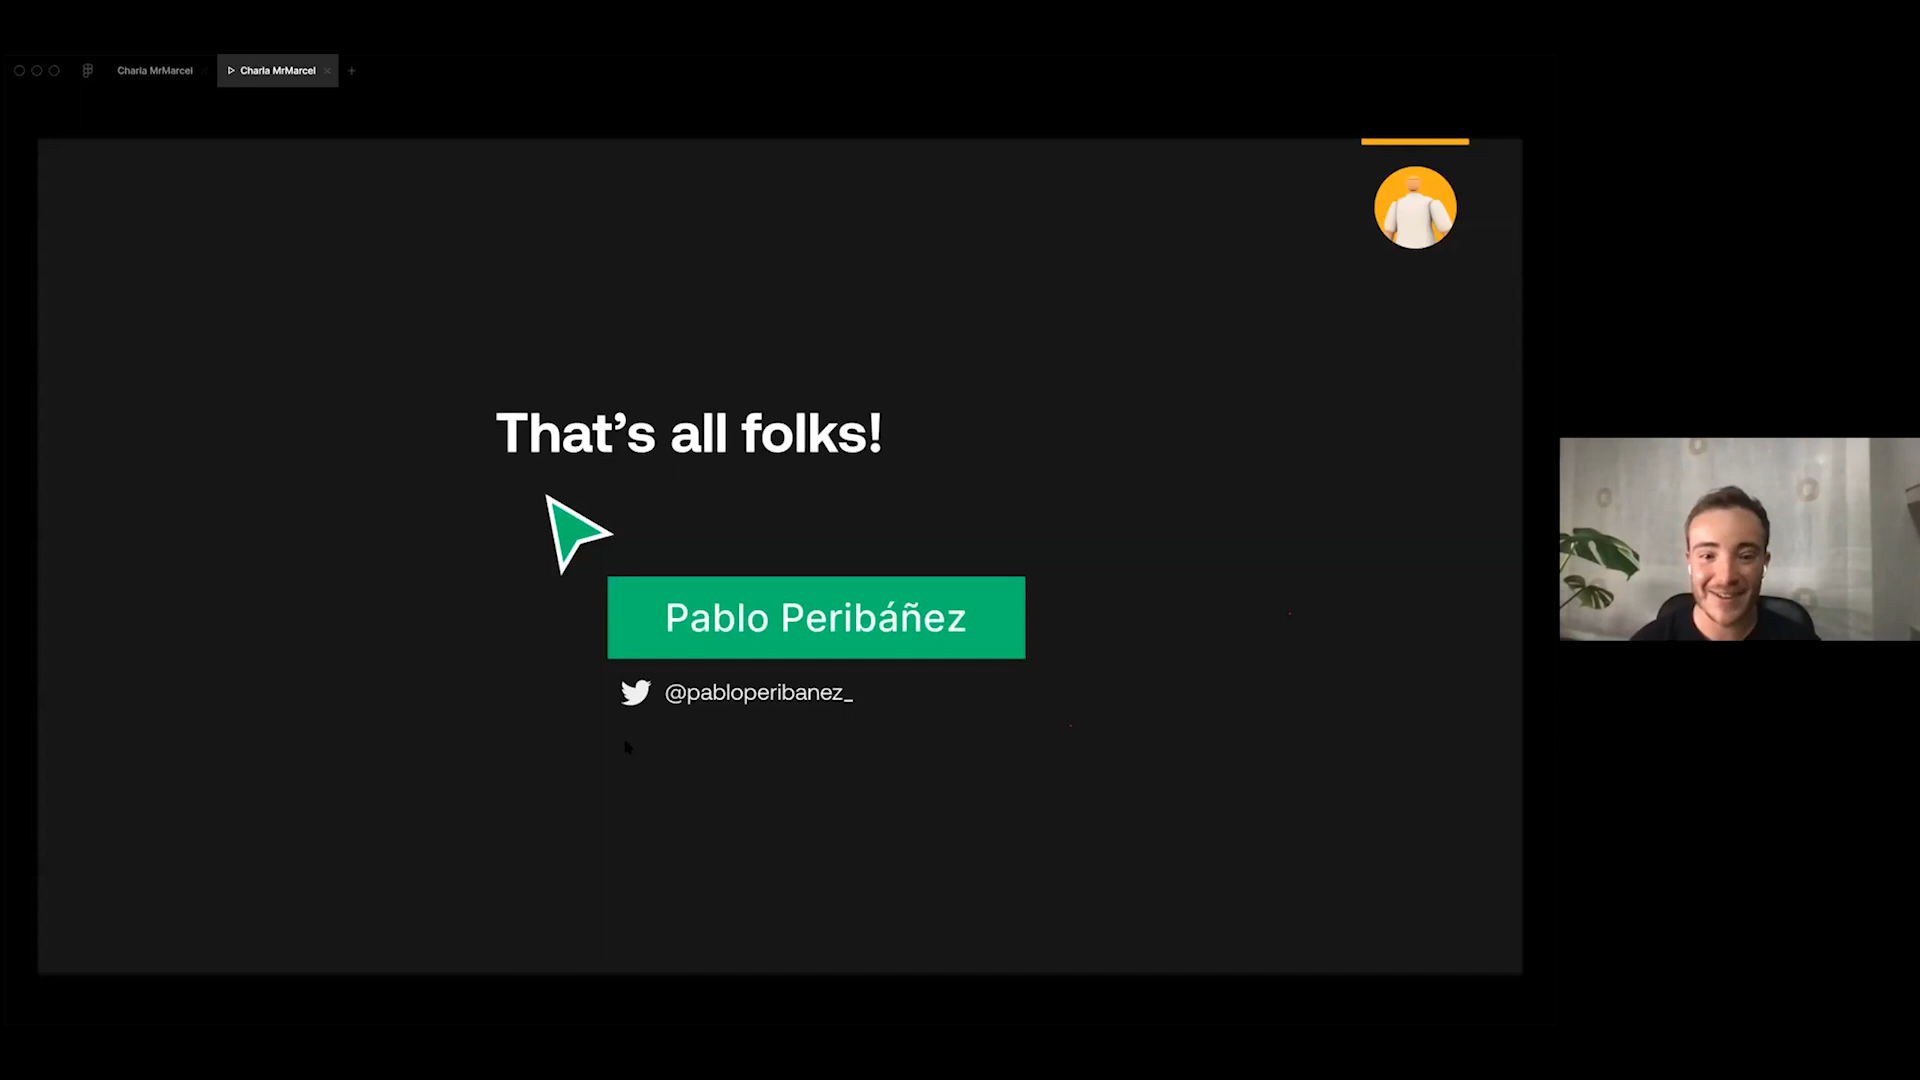 Charla MrMarcel
Charla MrMarcel
That’s all folks!
Pablo Peribáñez
@pabloperibanez_